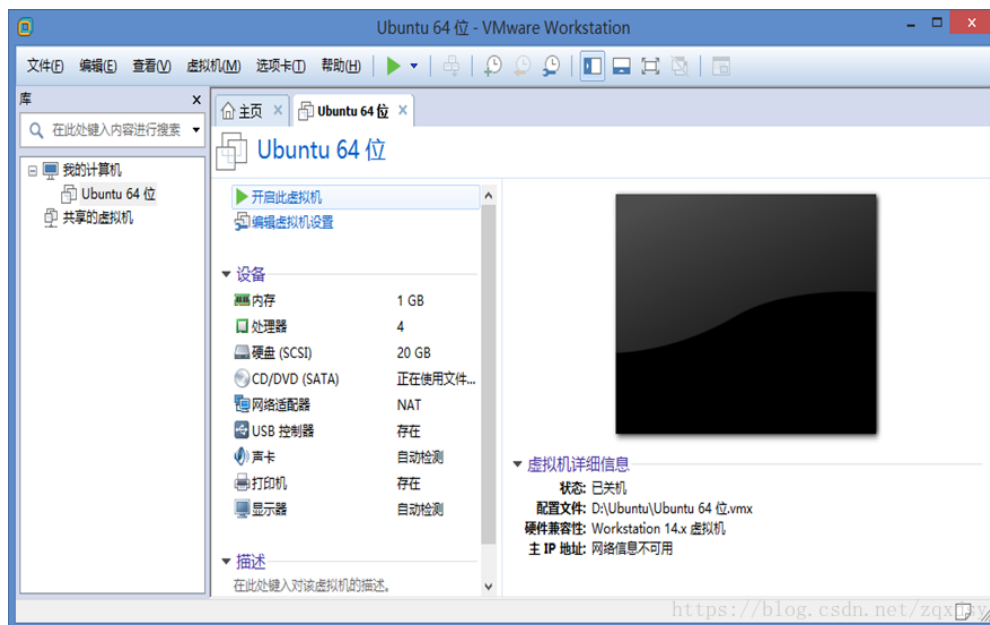 Ubuntu 64 位 - VMware Workstation
文件(F) 编辑(E) 查看(V) 虚拟机(M) 选项卡(T) 帮助(H)
库
在此处键入内容进行搜索
我的计算机
Ubuntu 64 位
共享的虚拟机
主页 Ubuntu 64 位
Ubuntu 64 位
开启此虚拟机
编辑虚拟机设置
设备
内存 1 GB
处理器 4
硬盘 (SCSI) 20 GB
CD/DVD (SATA) 正在使用文件...
网络适配器 NAT
USB 控制器 存在
声卡 自动检测
打印机 存在
显示器 自动检测
描述
在此处键入对该虚拟机的描述。
虚拟机详细信息
状态: 已关机
配置文件: D:\Ubuntu\Ubuntu 64 位.vmx
硬件兼容性: Workstation 14.x 虚拟机
主 IP 地址: 网络信息不可用